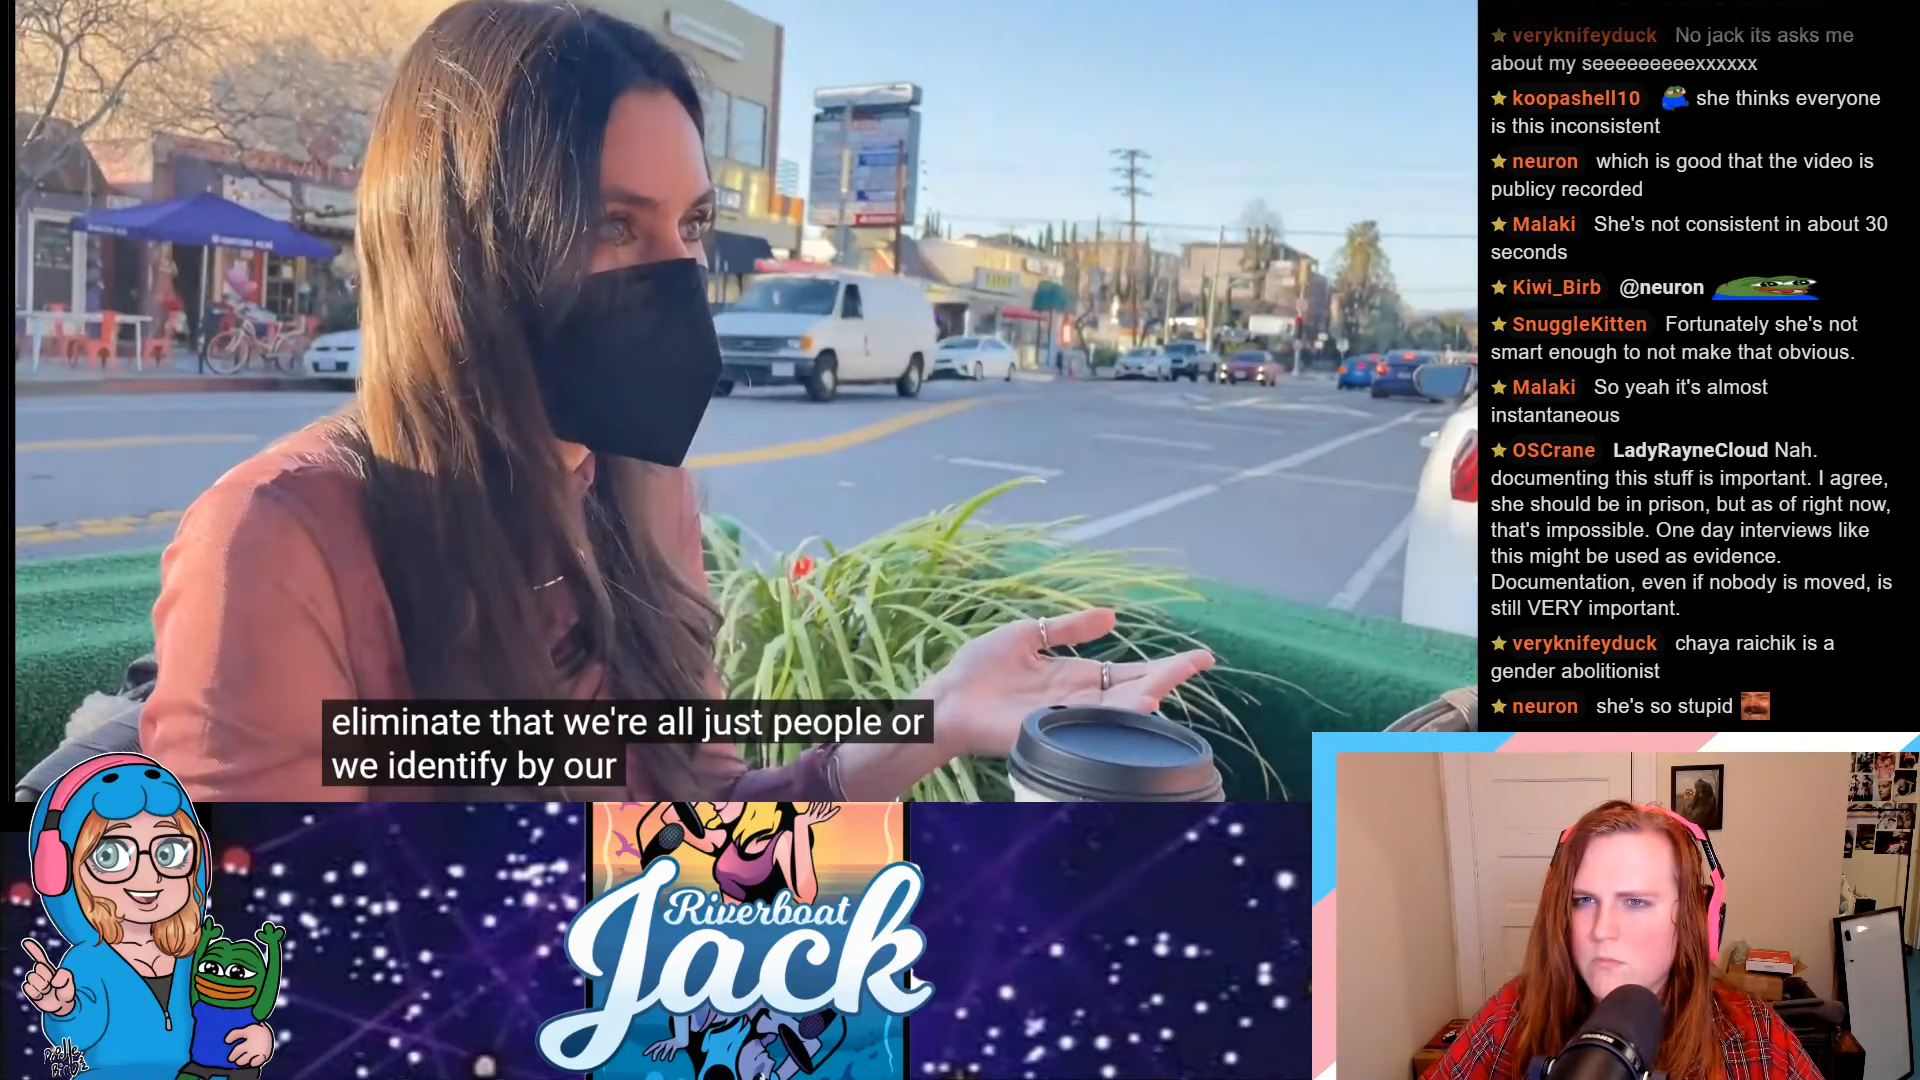 veryknifeyduck No jack its asks me
about my seeeeeeeeexxxxxx
koopashell10 she thinks everyone
is this inconsistent
neuron which is good that the video is
publicy recorded
Malaki She's not consistent in about 30
seconds
Kiwi_Birb @neuron
SnuggleKitten Fortunately she's not
smart enough to not make that obvious.
Malaki So yeah it's almost
instantaneous
OSCrane LadyRayneCloud Nah.
documenting this stuff is important. I agree,
she should be in prison, but as of right now,
that's impossible. One day interviews like
this might be used as evidence.
Documentation, even if nobody is moved, is
still VERY important.
veryknifeyduck chaya raichik is a
gender abolitionist
neuron she's so stupid
eliminate that we're all just people or
we identify by our
Riverboat
Jack